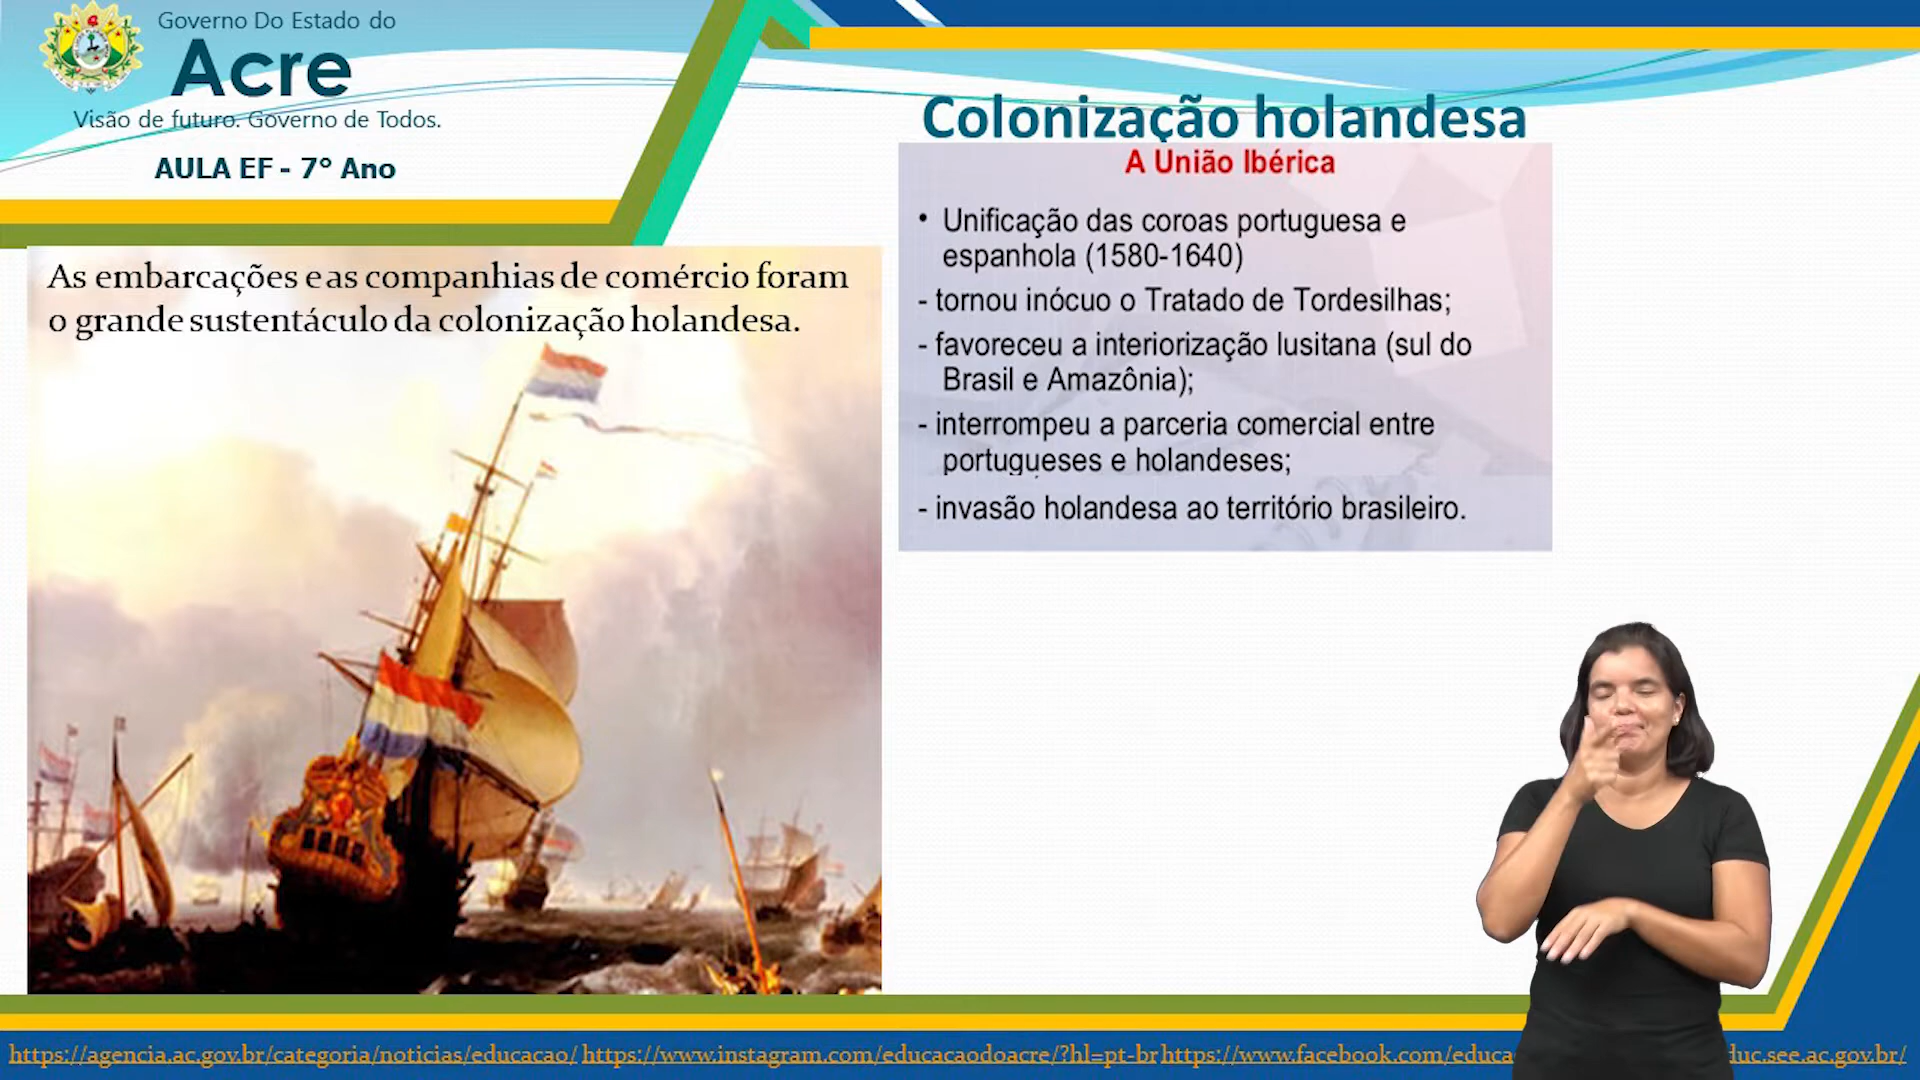 Governo Do Estado do
Acre
Visão de futuro. Governo de Todos.
AULA EF - 7° Ano
As embarcações e as companhias de comércio foram
o grande sustentáculo da colonização holandesa.
Colonização holandesa
A União Ibérica
• Unificação das coroas portuguesa e
espanhola (1580-1640)
- tornou inócuo o Tratado de Tordesilhas;
- favoreceu a interiorização lusitana (sul do
Brasil e Amazônia);
- interrompeu a parceria comercial entre
portugueses e holandeses;
- invasão holandesa ao território brasileiro.
https://agencia.ac.gov.br/categoria/noticias/educacao/ https://www.instagram.com/educacaodoacre/?hl=pt-br https://www.facebook.com/educa duc.see.ac.gov.br/